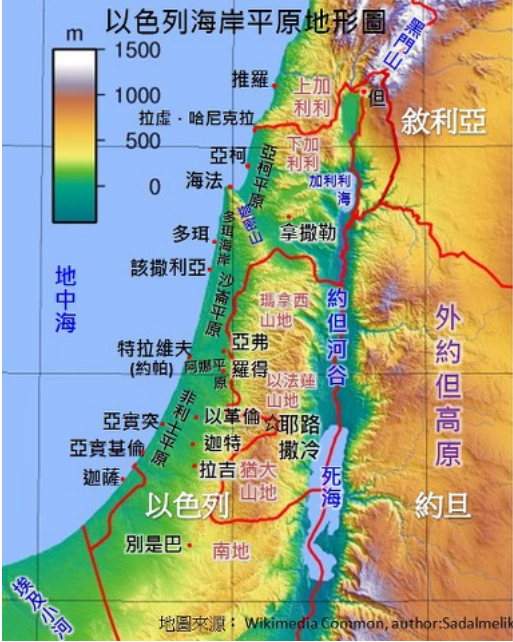 以色列海岸平原地形圖
m
1500
1000
500
0
黑門山
推羅
上加
利利
但
敘利亞
拉虛．哈尼克拉
下加
利利
亞柯
亞柯平原
海法
加利利
海
迦密山
多珥海岸
多珥
拿撒勒
該撒利亞
地中海
沙崙平原
瑪拿西
山地
約但河谷
外約但高原
特拉維夫
(約帕)
亞弗
阿娜平原
羅得
以法蓮
山地
非利士平原
亞實突
以革倫
耶路
撒冷
亞實基倫
迦特
迦薩
拉吉
猶大
山地
死海
以色列
約旦
別是巴
南地
埃及小河
地圖來源： Wikimedia Common, author:Sadalmelik